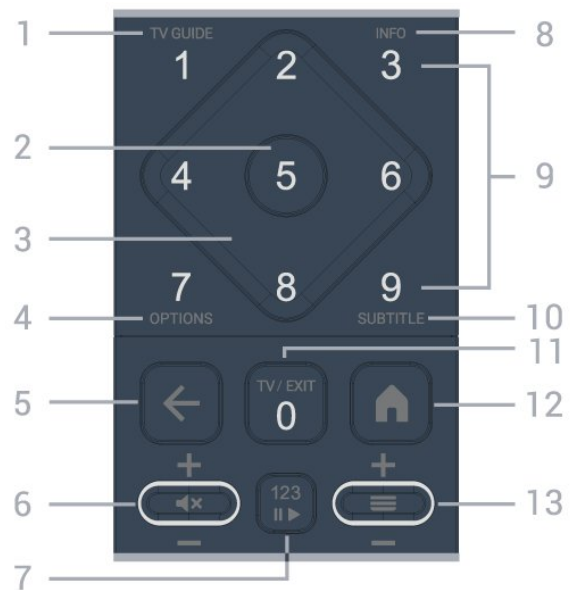 1 TV GUIDE INFO 8
1 2 3
2 4 5 6 9
3
7 8 9
4 OPTIONS SUBTITLE 10
11
5 TV / EXIT 12
0
+ +
6 123 13
− −
7